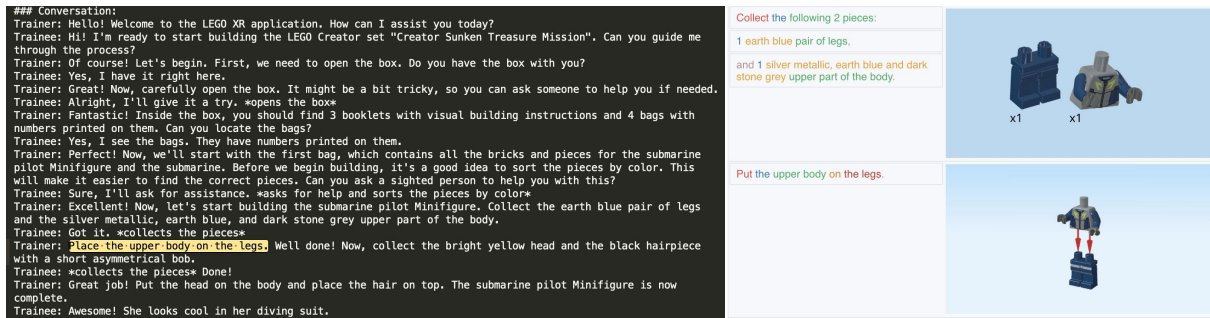 ### Conversation:
Trainer: Hello! Welcome to the LEGO XR application. How can I assist you today?
Trainee: Hi! I'm ready to start building the LEGO Creator set "Creator Sunken Treasure Mission". Can you guide me
through the process?
Trainer: Of course! Let's begin. First, we need to open the box. Do you have the box with you?
Trainee: Yes, I have it right here.
Trainer: Great! Now, carefully open the box. It might be a bit tricky, so you can ask someone to help you if needed.
Trainee: Alright, I'll give it a try. *opens the box*
Trainer: Fantastic! Inside the box, you should find 3 booklets with visual building instructions and 4 bags with
numbers printed on them. Can you locate the bags?
Trainee: Yes, I see the bags. They have numbers printed on them.
Trainer: Perfect! Now, we'll start with the first bag, which contains all the bricks and pieces for the submarine
pilot Minifigure and the submarine. Before we begin building, it's a good idea to sort the pieces by color. This
will make it easier to find the correct pieces. Can you ask a sighted person to help you with this?
Trainee: Sure, I'll ask for assistance. *asks for help and sorts the pieces by color*
Trainer: Excellent! Now, let's start building the submarine pilot Minifigure. Collect the earth blue pair of legs
and the silver metallic, earth blue, and dark stone grey upper part of the body.
Trainee: Got it. *collects the pieces*
Trainer: Place the upper body on the legs. Well done! Now, collect the bright yellow head and the black hairpiece
with a short asymmetrical bob.
Trainee: *collects the pieces* Done!
Trainer: Great job! Put the head on the body and place the hair on top. The submarine pilot Minifigure is now
complete.
Trainee: Awesome! She looks cool in her diving suit.
Collect the following 2 pieces:
1 earth blue pair of legs,
and 1 silver metallic, earth blue and dark
stone grey upper part of the body.
x1 x1
Put the upper body on the legs.